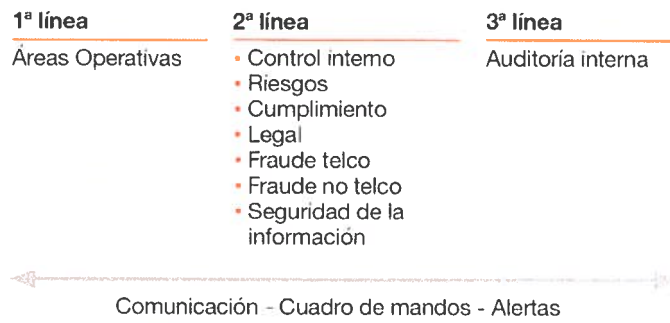 1ª línea
Áreas Operativas
2ª línea
• Control interno
• Riesgos
• Cumplimiento
• Legal
• Fraude telco
• Fraude no telco
• Seguridad de la
información
3ª línea
Auditoría interna
Comunicación - Cuadro de mandos - Alertas